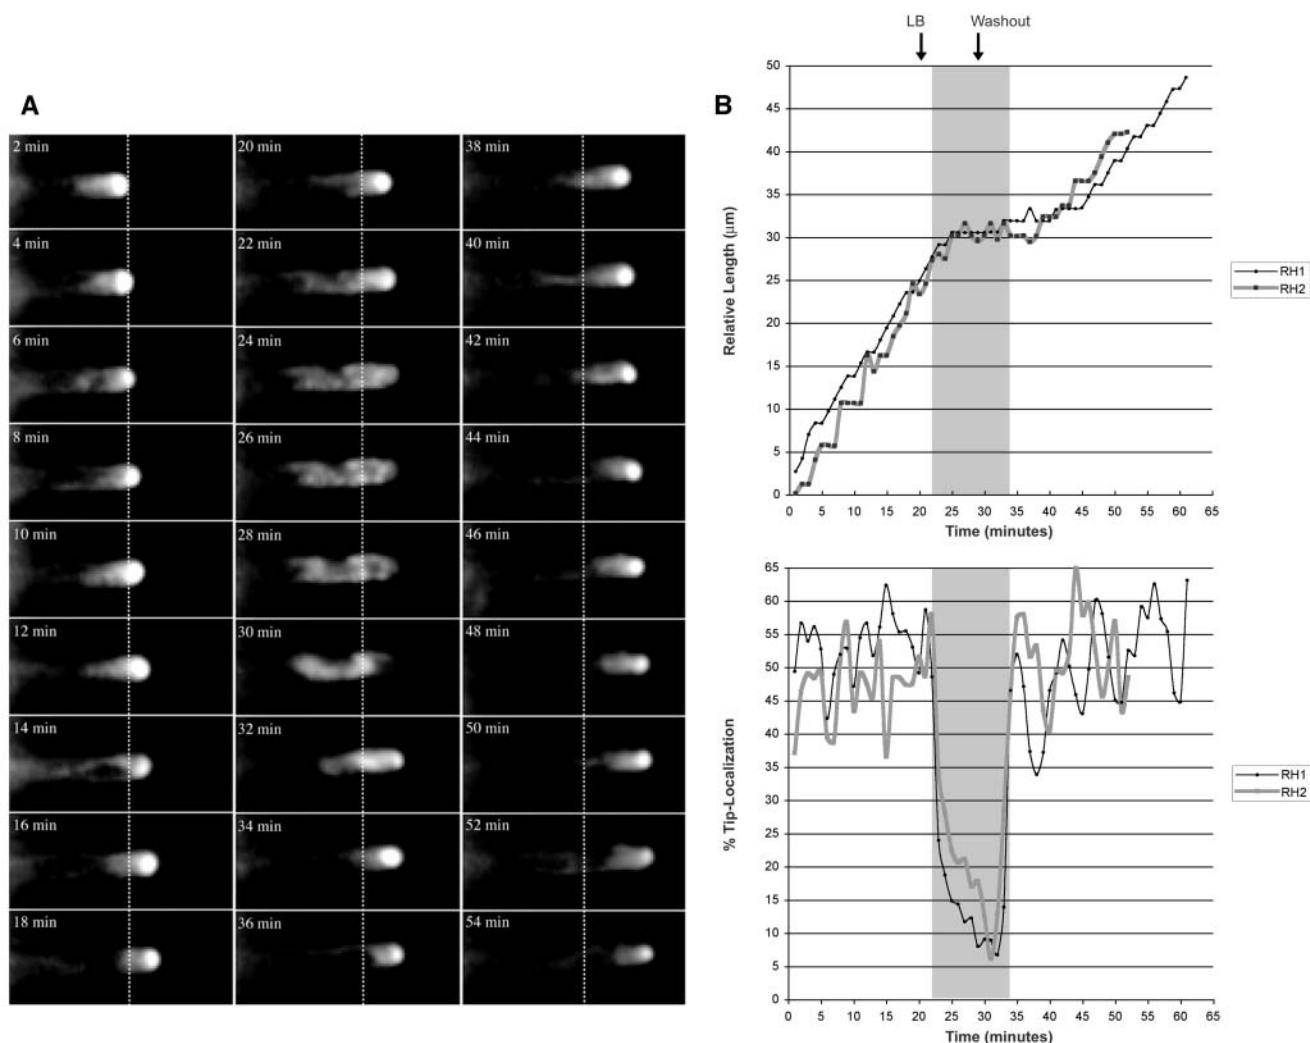 A
2 min
20 min
38 min
4 min
22 min
40 min
6 min
24 min
42 min
8 min
26 min
44 min
10 min
28 min
46 min
12 min
30 min
48 min
14 min
32 min
50 min
16 min
34 min
52 min
18 min
36 min
54 min
B
LB
Washout
50
45
40
35
30
25
20
15
10
5
0
Relative Length (μm)
0 5 10 15 20 25 30 35 40 45 50 55 60 65
Time (minutes)
RH1
RH2
65
60
55
50
45
40
35
30
25
20
15
10
5
0
% Tip-Localization
0 5 10 15 20 25 30 35 40 45 50 55 60 65
Time (minutes)
RH1
RH2